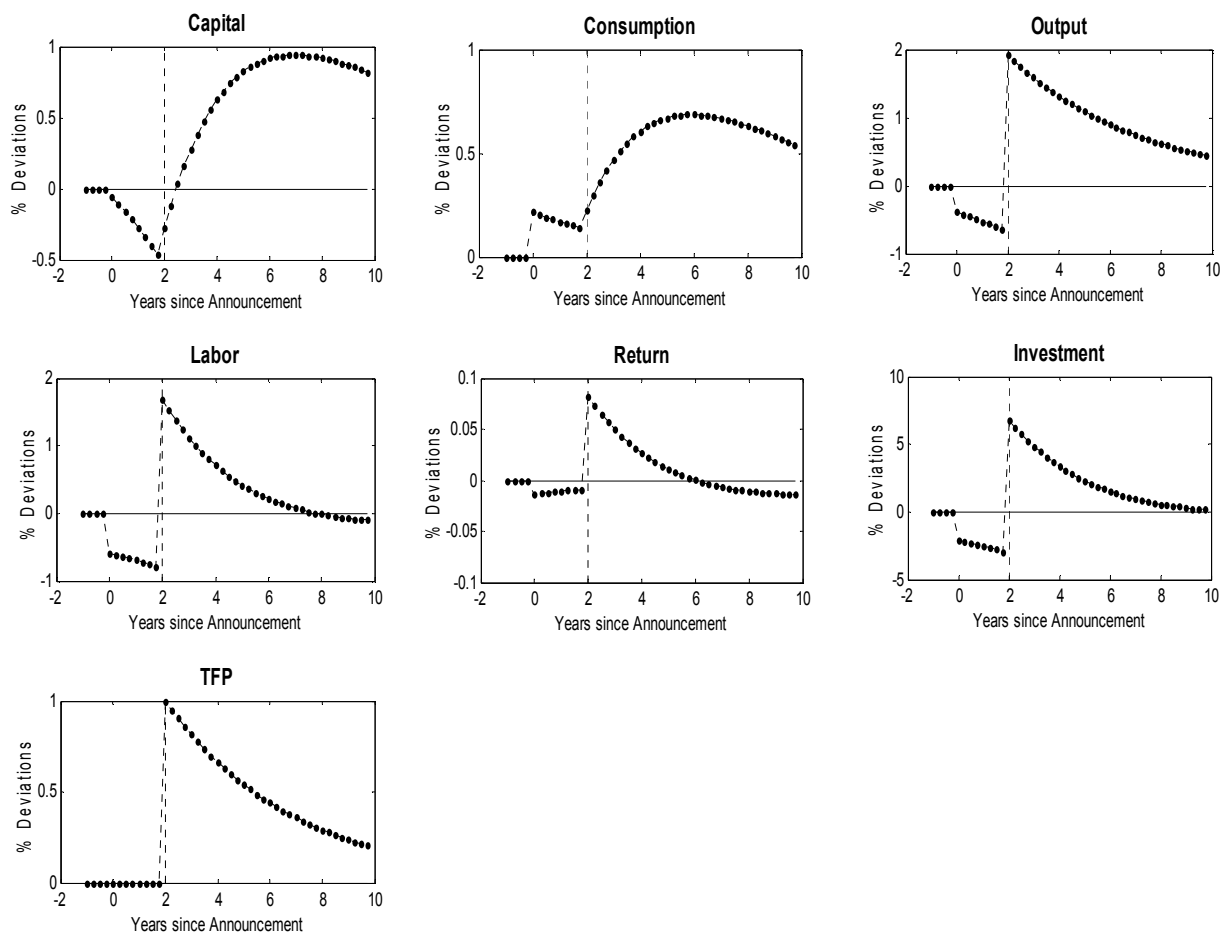 Capital
% Deviations
1
0.5
0
-0.5
-2 0 2 4 6 8 10
Years since Announcement
Consumption
% Deviations
1
0.5
0
-2 0 2 4 6 8 10
Years since Announcement
Output
% Deviations
2
1
0
-1
-2 0 2 4 6 8 10
Years since Announcement
Labor
% Deviations
2
1
0
-1
-2 0 2 4 6 8 10
Years since Announcement
Return
% Deviations
0.1
0.05
0
-0.05
-0.1
-2 0 2 4 6 8 10
Years since Announcement
Investment
% Deviations
10
5
0
-5
-2 0 2 4 6 8 10
Years since Announcement
TFP
% Deviations
1
0.5
0
-2 0 2 4 6 8 10
Years since Announcement